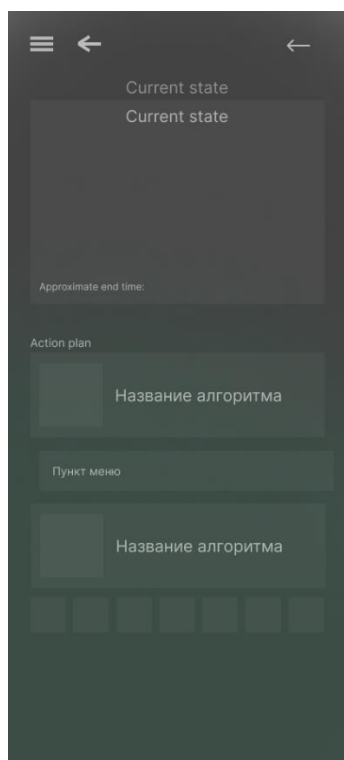 Current state
Current state
Approximate end time:
Action plan
Название алгоритма
Пункт меню
Название алгоритма